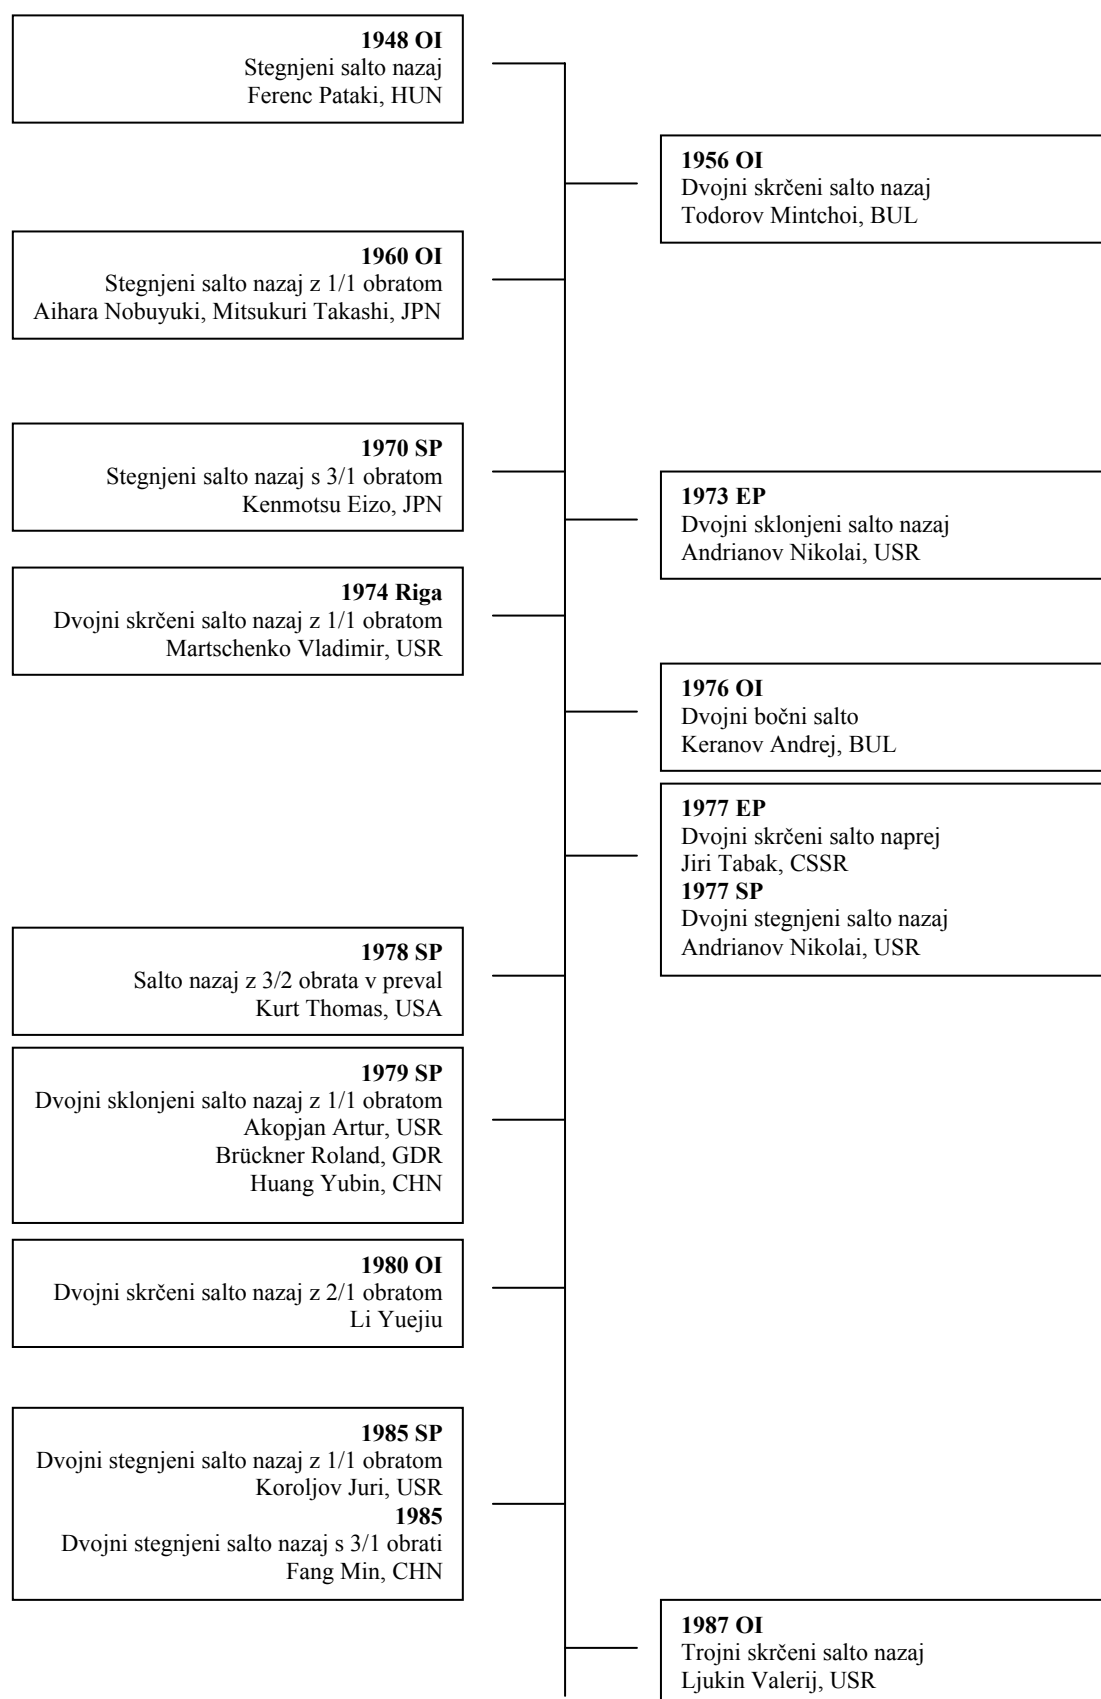 1948 OI
Stegnjeni salto nazaj
Ferenc Pataki, HUN
1956 OI
Dvojni skrčeni salto nazaj
Todorov Mintchoi, BUL
1960 OI
Stegnjeni salto nazaj z 1/1 obratom
Aihara Nobuyuki, Mitsukuri Takashi, JPN
1970 SP
Stegnjeni salto nazaj s 3/1 obratom
Kenmotsu Eizo, JPN
1973 EP
Dvojni sklonjeni salto nazaj
Andrianov Nikolai, USR
1974 Riga
Dvojni skrčeni salto nazaj z 1/1 obratom
Martschenko Vladimir, USR
1976 OI
Dvojni bočni salto
Keranov Andrej, BUL
1977 EP
Dvojni skrčeni salto naprej
Jiri Tabak, CSSR
1977 SP
Dvojni stegnjeni salto nazaj
Andrianov Nikolai, USR
1978 SP
Salto nazaj z 3/2 obrata v preval
Kurt Thomas, USA
1979 SP
Dvojni sklonjeni salto nazaj z 1/1 obratom
Akopjan Artur, USR
Brückner Roland, GDR
Huang Yubin, CHN
1980 OI
Dvojni skrčeni salto nazaj z 2/1 obratom
Li Yuejiu
1985 SP
Dvojni stegnjeni salto nazaj z 1/1 obratom
Koroljov Juri, USR
1985
Dvojni stegnjeni salto nazaj s 3/1 obrati
Fang Min, CHN
1987 OI
Trojni skrčeni salto nazaj
Ljukin Valerij, USR